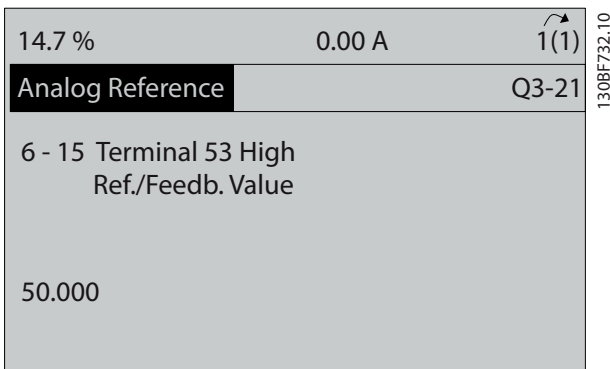 14.7 % 0.00 A 1(1)
Analog Reference Q3-21
6 - 15 Terminal 53 High
Ref./Feedb. Value
50.000
130BF732.10